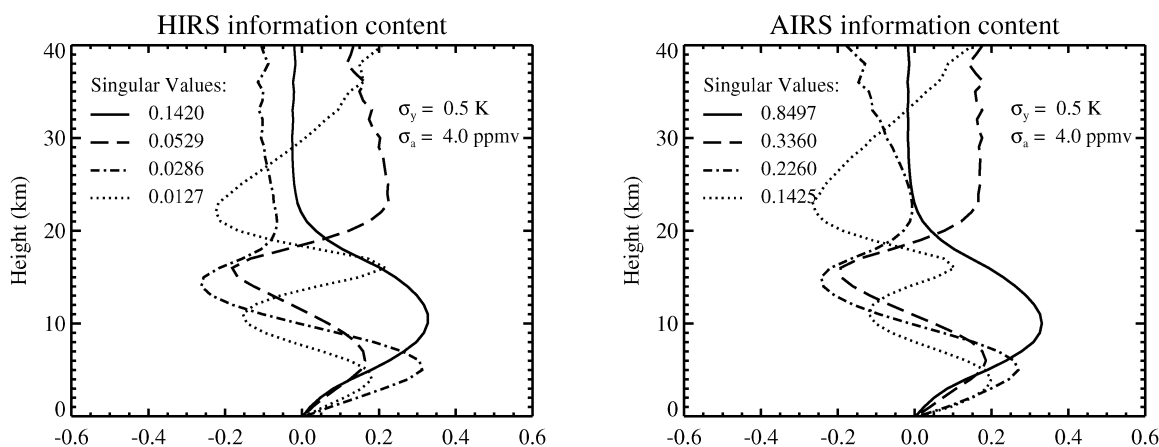 HIRS information content
40
30
20
10
0
Height (km)
Singular Values:
0.1420
0.0529
0.0286
0.0127
σy = 0.5 K
σa = 4.0 ppmv
-0.6 -0.4 -0.2 0.0 0.2 0.4 0.6
AIRS information content
40
30
20
10
0
Height (km)
Singular Values:
0.8497
0.3360
0.2260
0.1425
σy = 0.5 K
σa = 4.0 ppmv
-0.6 -0.4 -0.2 0.0 0.2 0.4 0.6